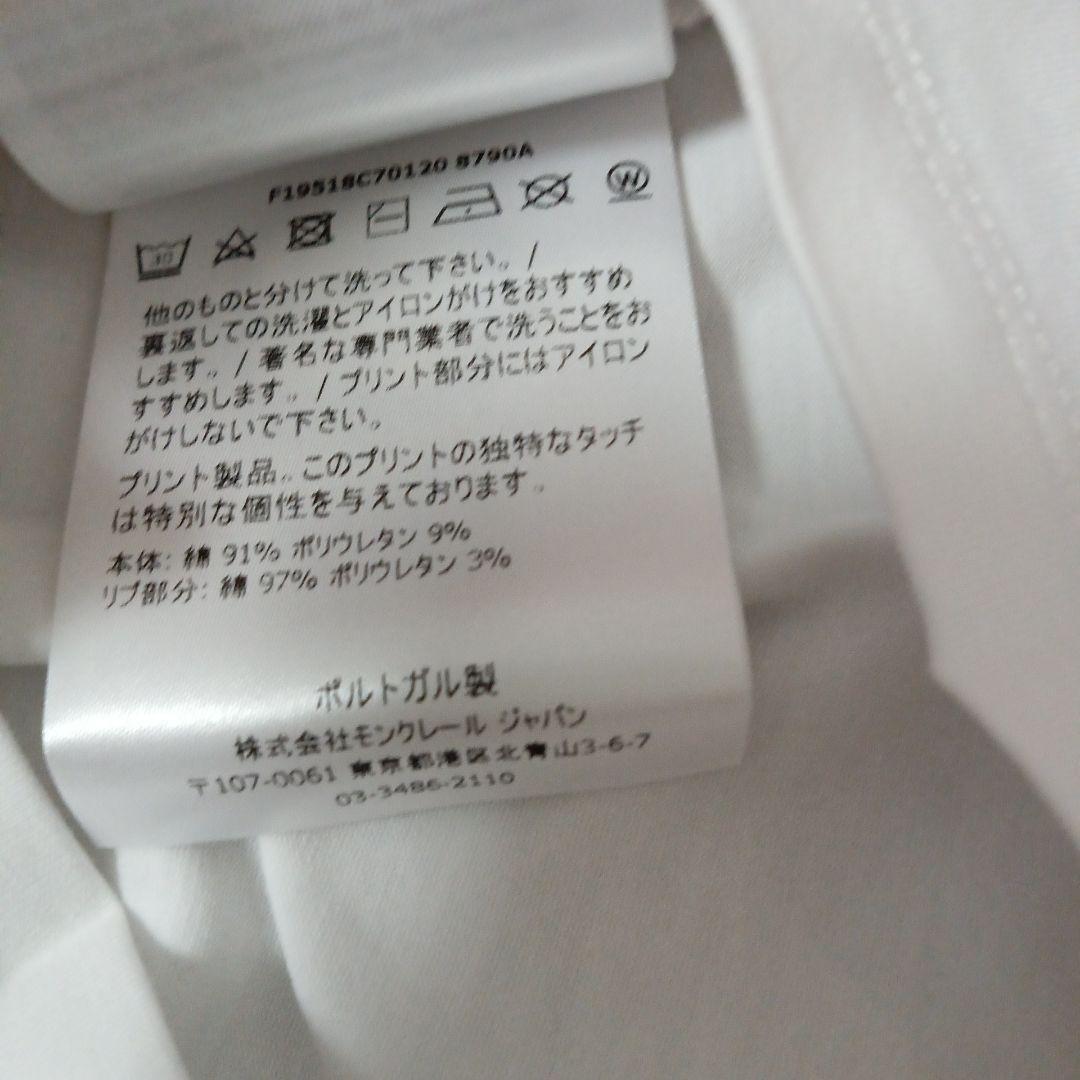 F19518C70120 8790A
30
W
他のものと分けて洗って下さい。/
裏返しての洗濯とアイロンがけをおすすめ
します。/ 著名な専門業者で洗うことをお
すすめします。/ プリント部分にはアイロン
がけしないで下さい。
プリント製品。このプリントの独特なタッチ
は特別な個性を与えております。
本体: 綿 91% ポリウレタン 9%
リブ部分: 綿 97% ポリウレタン 3%
ポルトガル製
株式会社モンクレール ジャパン
〒107-0061 東京都港区北青山3-6-7
03-3486-2110